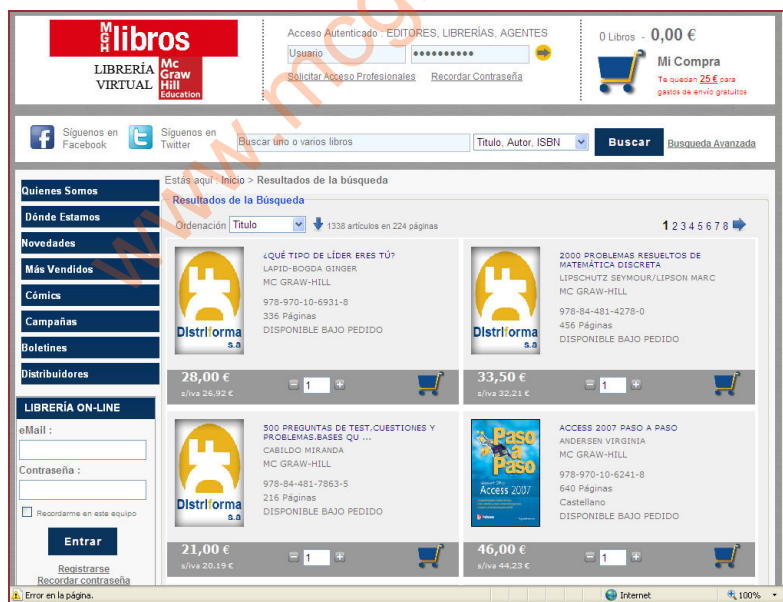 MGH libros
LIBRERÍA
VIRTUAL
Mc
Graw
Hill
Education
Acceso Autenticado : EDITORES, LIBRERÍAS, AGENTES
Usuario
••••••••••
Solicitar Acceso Profesionales Recordar Contraseña
0 Libros - 0,00 €
Mi Compra
Te quedan 25 € para
gastos de envío gratuitos
Síguenos en
Facebook
Síguenos en
Twitter
Buscar uno o varios libros
Titulo, Autor, ISBN
Buscar
Busqueda Avanzada
Quienes Somos
Dónde Estamos
Novedades
Más Vendidos
Cómics
Campañas
Boletines
Distribuidores
LIBRERÍA ON-LINE
eMail :
Contraseña :
Recordarme en este equipo
Entrar
Registrarse
Recordar contraseña
Estás aquí : Inicio > Resultados de la búsqueda
Resultados de la Búsqueda
Ordenación Titulo 1338 artículos en 224 páginas
1 2 3 4 5 6 7 8
Distriforma
s.a
¿QUÉ TIPO DE LÍDER ERES TÚ?
LAPID-BOGDA GINGER
MC GRAW-HILL
978-970-10-6931-8
336 Páginas
DISPONIBLE BAJO PEDIDO
28,00 €
s/iva 26,92 €
1
Distriforma
s.a
2000 PROBLEMAS RESUELTOS DE
MATEMÁTICA DISCRETA
LIPSCHUTZ SEYMOUR/LIPSON MARC
MC GRAW-HILL
978-84-481-4278-0
456 Páginas
DISPONIBLE BAJO PEDIDO
33,50 €
s/iva 32,21 €
1
Distriforma
s.a
500 PREGUNTAS DE TEST.CUESTIONES Y
PROBLEMAS.BASES QU ...
CABILDO MIRANDA
MC GRAW-HILL
978-84-481-7863-5
216 Páginas
DISPONIBLE BAJO PEDIDO
21,00 €
s/iva 20,19 €
1
Paso
a
Paso
Access 2007
ACCESS 2007 PASO A PASO
ANDERSEN VIRGINIA
MC GRAW-HILL
978-970-10-6241-8
640 Páginas
Castellano
DISPONIBLE BAJO PEDIDO
46,00 €
s/iva 44,23 €
1
Error en la página.
Internet
100%